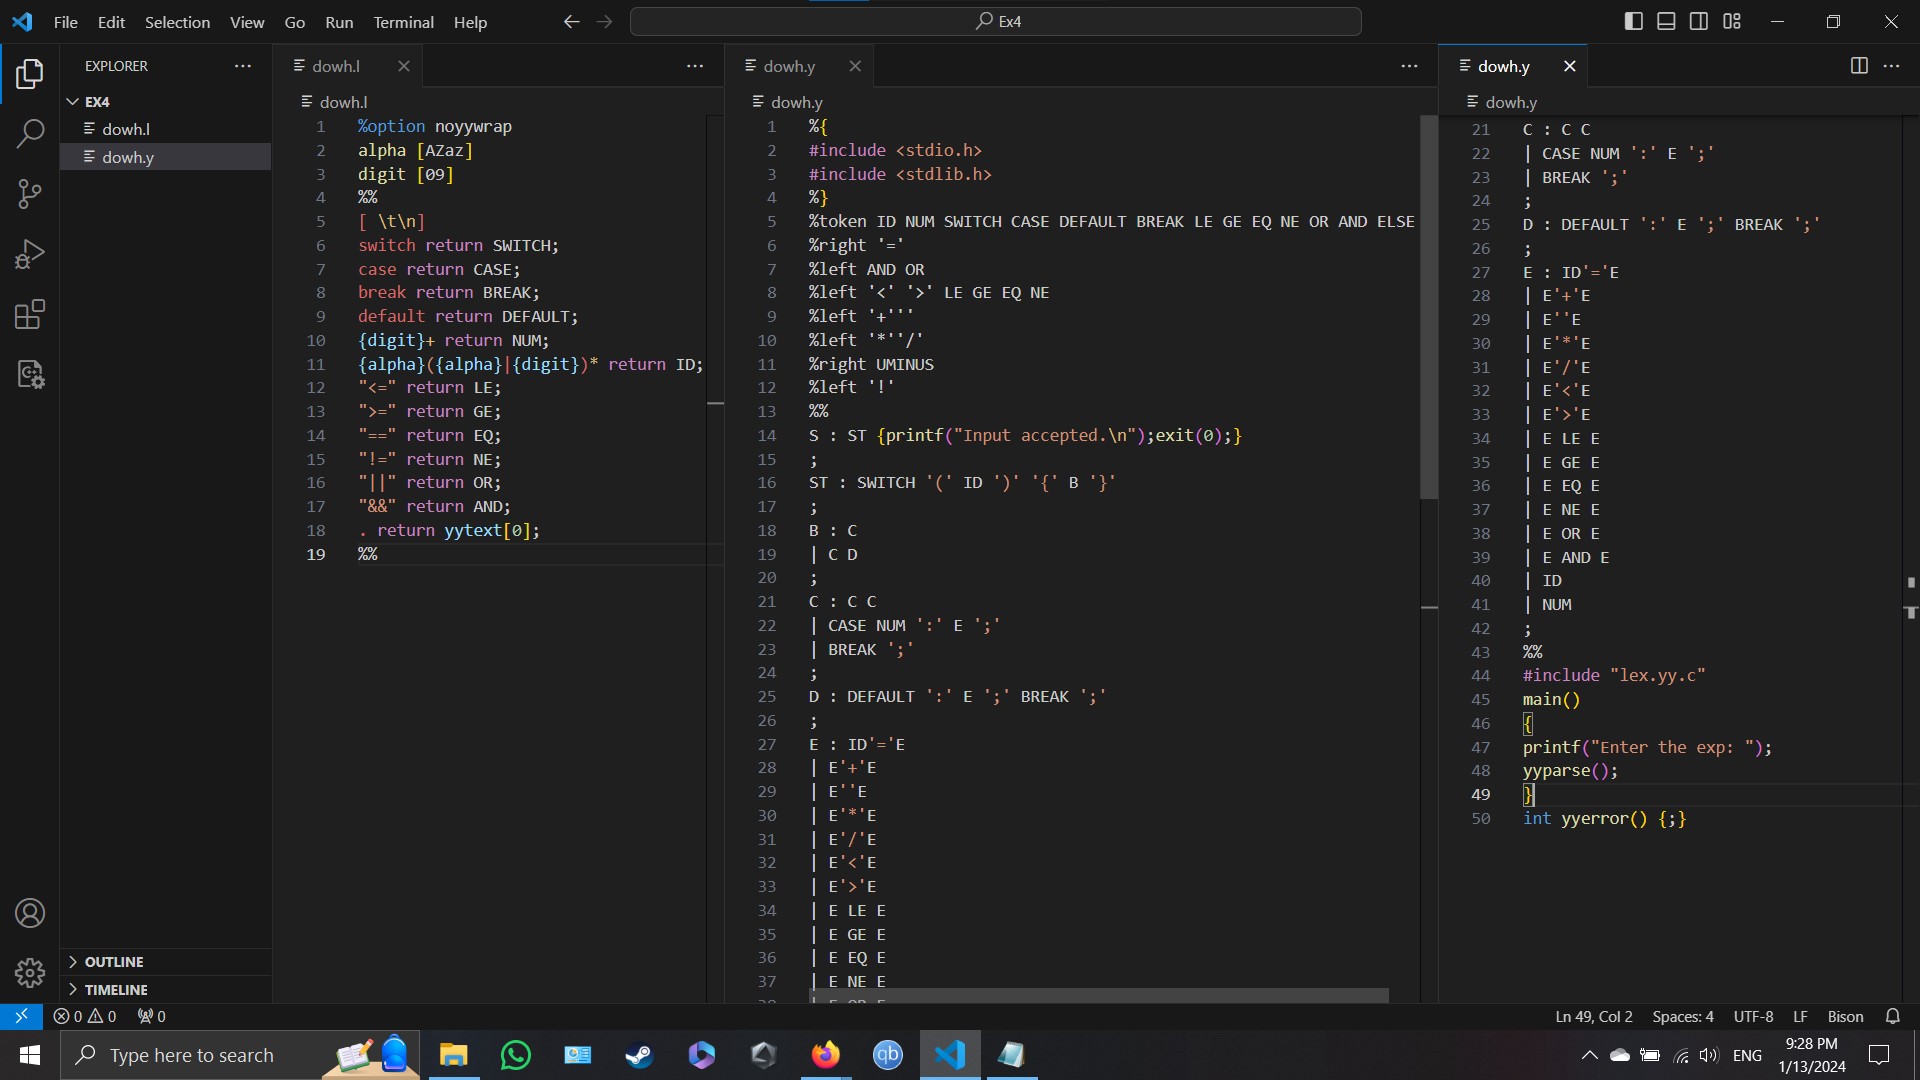 File Edit Selection View Go Run Terminal Help
Ex4
EXPLORER
EX4
dowh.l
dowh.y
OUTLINE
TIMELINE
dowh.l
dowh.l
1 %option noyywrap
2 alpha [AZaz]
3 digit [09]
4 %%
5 [ \t\n]
6 switch return SWITCH;
7 case return CASE;
8 break return BREAK;
9 default return DEFAULT;
10 {digit}+ return NUM;
11 {alpha}({alpha}|{digit})* return ID;
12 "<=" return LE;
13 ">=" return GE;
14 "==" return EQ;
15 "!=" return NE;
16 "||" return OR;
17 "&&" return AND;
18 . return yytext[0];
19 %%
dowh.y
dowh.y
1 %{
2 #include <stdio.h>
3 #include <stdlib.h>
4 %}
5 %token ID NUM SWITCH CASE DEFAULT BREAK LE GE EQ NE OR AND ELSE
6 %right '='
7 %left AND OR
8 %left '<' '>' LE GE EQ NE
9 %left '+'''
10 %left '*''/'
11 %right UMINUS
12 %left '!'
13 %%
14 S : ST {printf("Input accepted.\n");exit(0);}
15 ;
16 ST : SWITCH '(' ID ')' '{' B '}'
17 ;
18 B : C
19 | C D
20 ;
21 C : C C
22 | CASE NUM ':' E ';'
23 | BREAK ';'
24 ;
25 D : DEFAULT ':' E ';' BREAK ';'
26 ;
27 E : ID'='E
28 | E'+'E
29 | E''E
30 | E'*'E
31 | E'/'E
32 | E'<'E
33 | E'>'E
34 | E LE E
35 | E GE E
36 | E EQ E
37 | E NE E
38 | E OR E
dowh.y
dowh.y
21 C : C C
22 | CASE NUM ':' E ';'
23 | BREAK ';'
24 ;
25 D : DEFAULT ':' E ';' BREAK ';'
26 ;
27 E : ID'='E
28 | E'+'E
29 | E''E
30 | E'*'E
31 | E'/'E
32 | E'<'E
33 | E'>'E
34 | E LE E
35 | E GE E
36 | E EQ E
37 | E NE E
38 | E OR E
39 | E AND E
40 | ID
41 | NUM
42 ;
43 %%
44 #include "lex.yy.c"
45 main()
46 {
47 printf("Enter the exp: ");
48 yyparse();
49 }
50 int yyerror() {;}
0 0 0
Ln 49, Col 2 Spaces: 4 UTF-8 LF Bison
Type here to search
qb
ENG
9:28 PM
1/13/2024